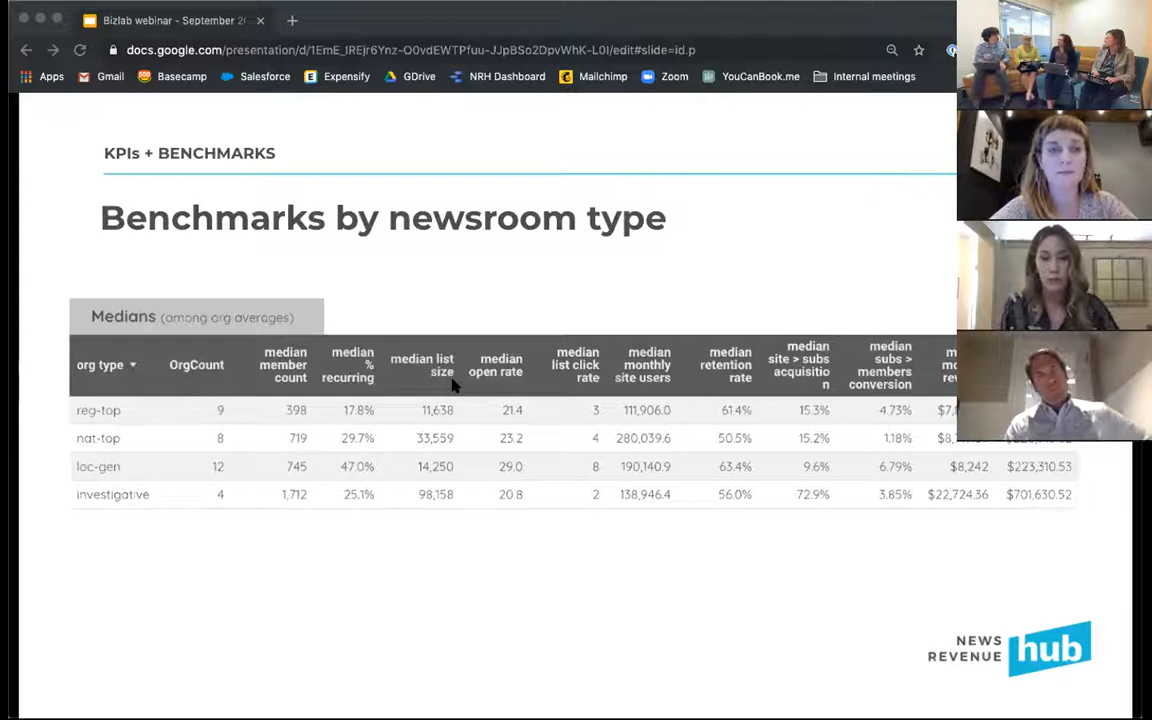 Bizlab webinar - September 2
docs.google.com/presentation/d/1EmE_IREjr6Ynz-O0vdEWTPfuu-JJpBSo2DpvWhK-L0I/edit#slide=id.p
Apps Gmail Basecamp Salesforce Expensify GDrive NRH Dashboard Mailchimp Zoom YouCanBook.me Internal meetings
KPIs + BENCHMARKS
Benchmarks by newsroom type
Medians (among org averages)
org type OrgCount median member count median % recurring median list size median open rate median list click rate median monthly site users median retention rate median site > subs acquisition median subs > members conversion
reg-top 9 398 17.8% 11,638 21.4 3 111,906.0 61.4% 15.3% 4.73%
nat-top 8 719 29.7% 33,559 23.2 4 280,039.6 50.5% 15.2% 1.18%
loc-gen 12 745 47.0% 14,250 29.0 8 190,140.9 63.4% 9.6% 6.79% $8,242 $223,310.53
investigative 4 1,712 25.1% 98,158 20.8 2 138,946.4 56.0% 72.9% 3.85% $22,724.36 $701,630.52
NEWS
REVENUE
hub